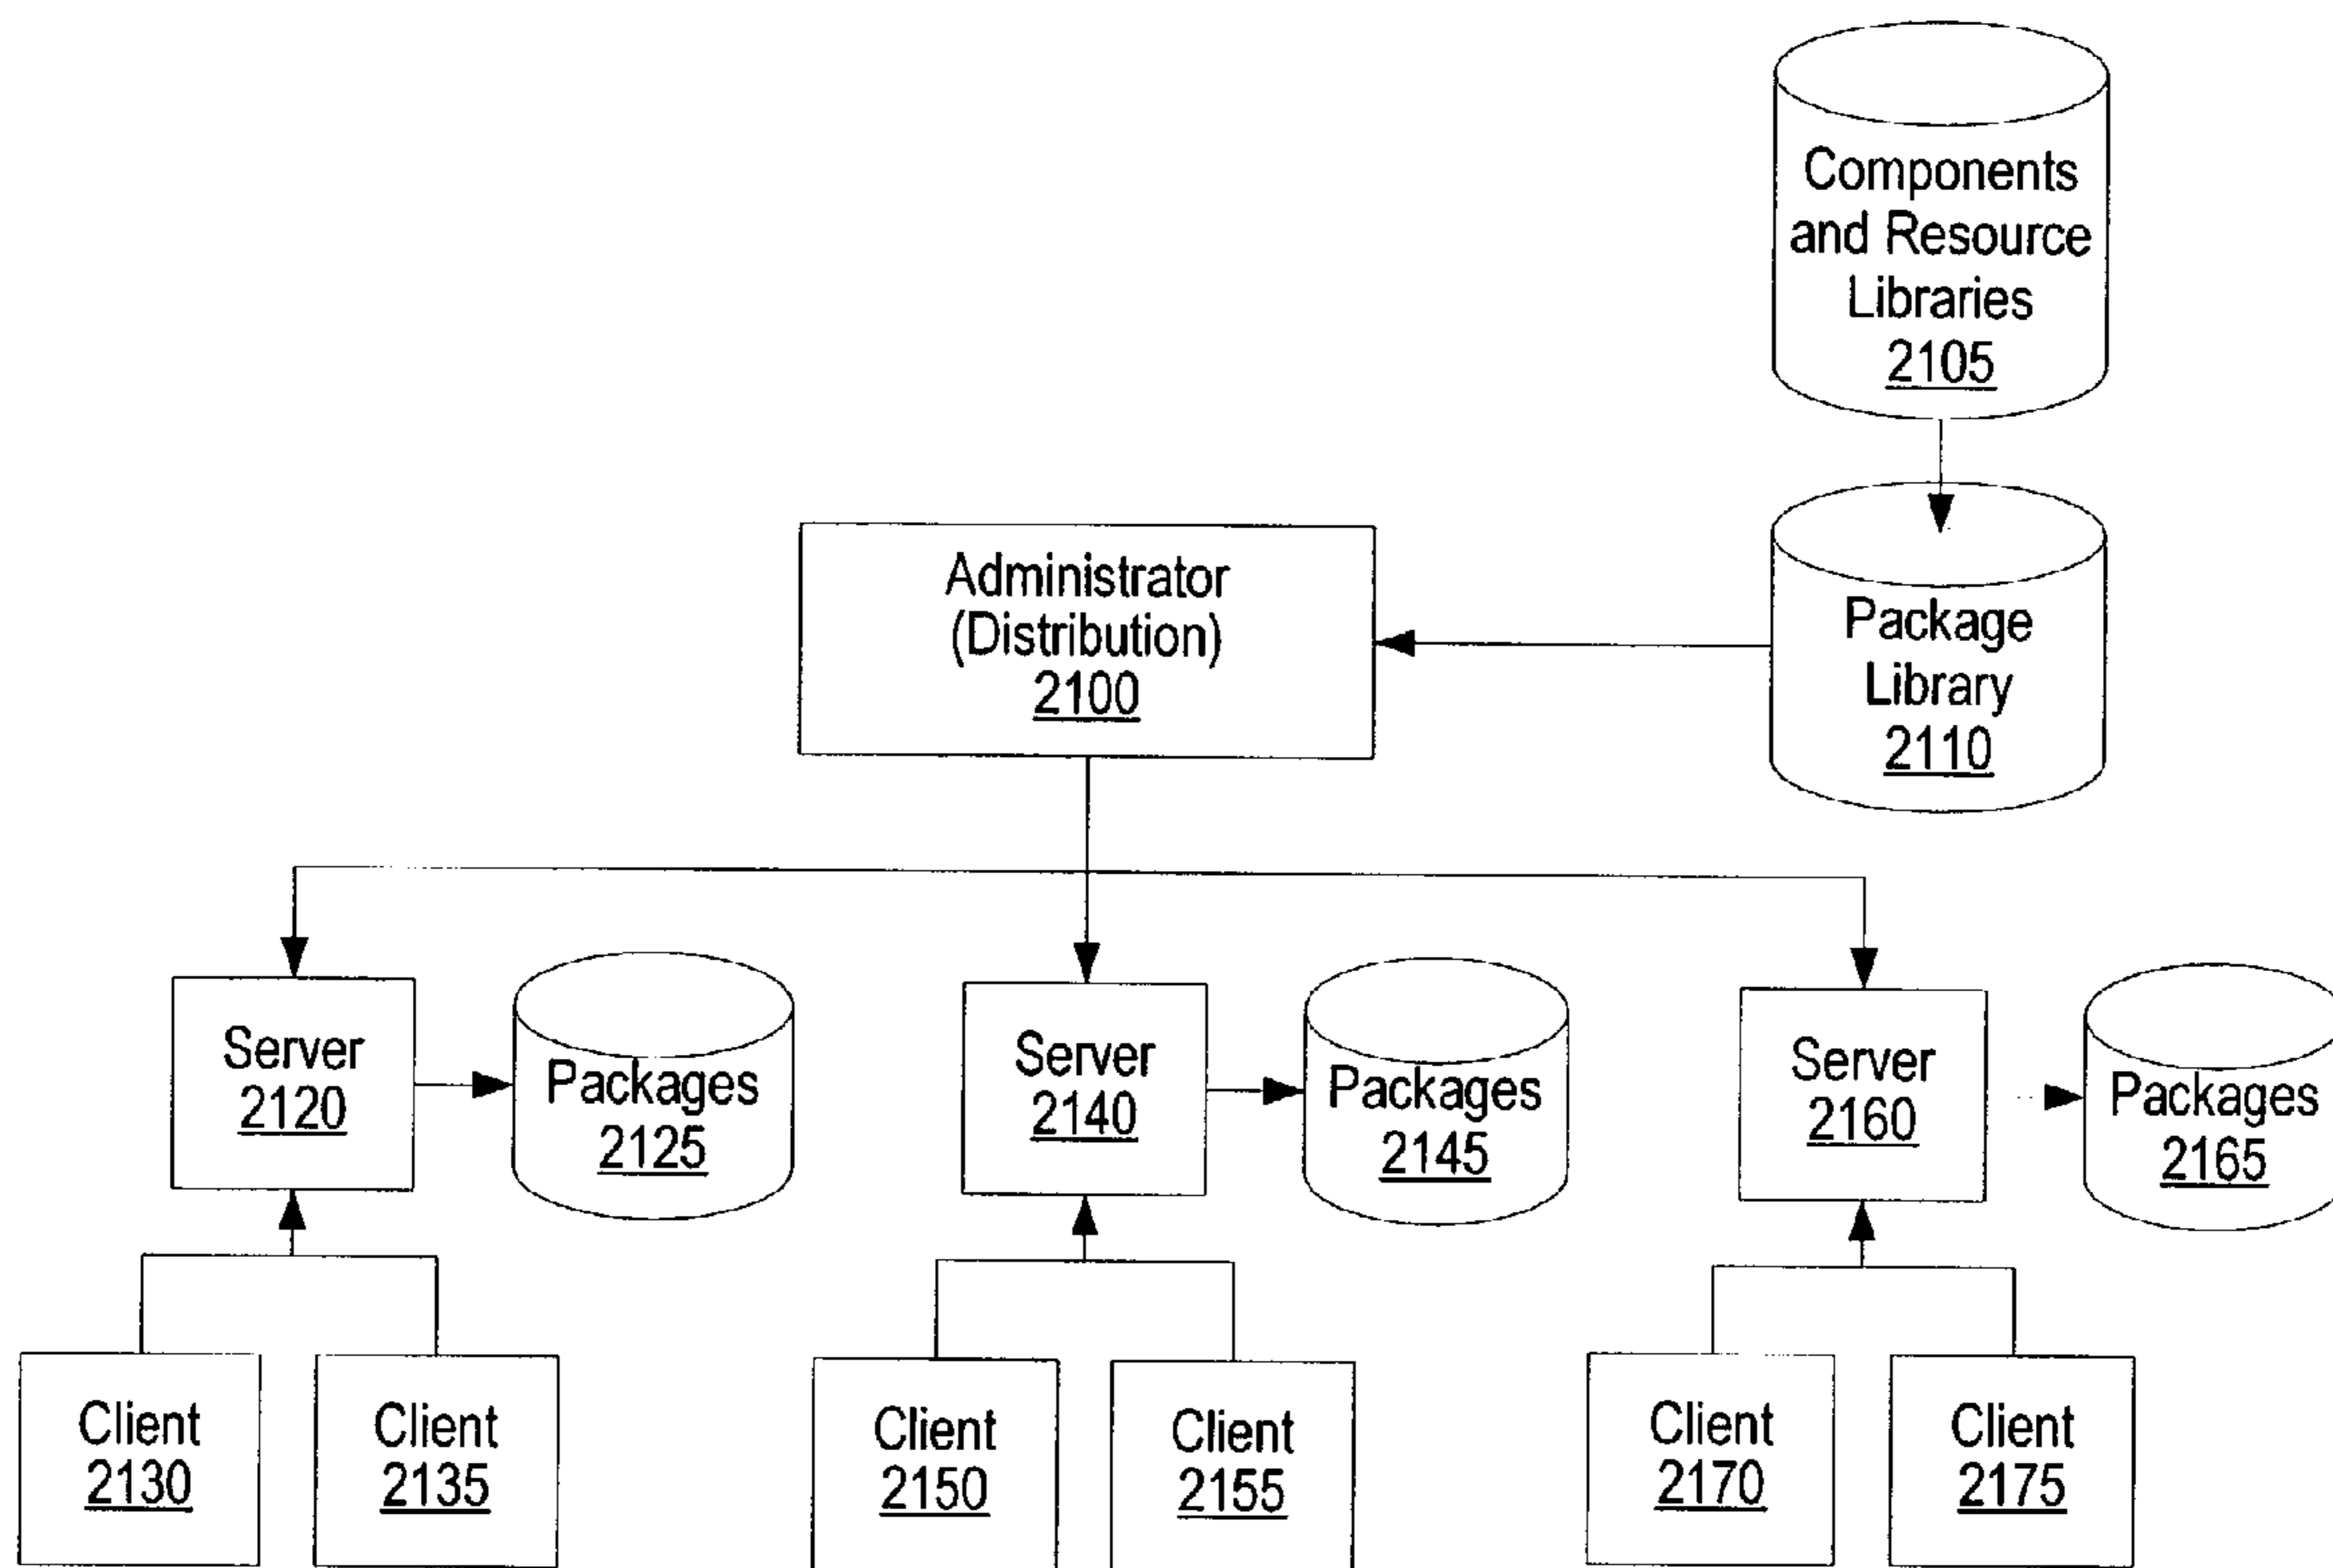 Components
and Resource
Libraries
2105
Administrator
(Distribution)
2100
Package
Library
2110
Server
2120
Packages
2125
Server
2140
Packages
2145
Server
2160
Packages
2165
Client
2130
Client
2135
Client
2150
Client
2155
Client
2170
Client
2175